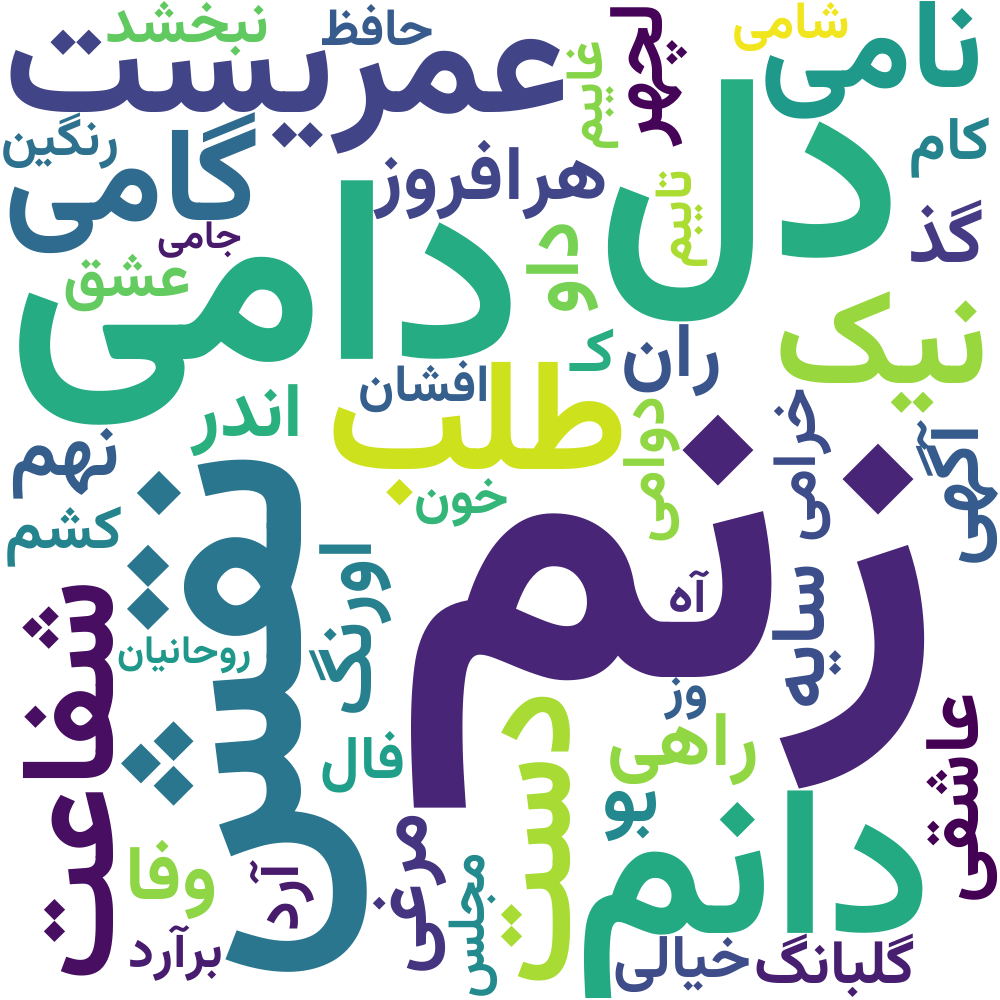 نبخشد
حافظ
شامی
نامی
عمریست
غاییم
لچهر
دل
کام
رنگین
گامی
هرافروز
تاییم
گذ
جامی
عشق
دامی
داو
نیک
ک
ران
افشان
طلب
اندر
دوامی
خرامی
آگهی
نهم
خون
زنم
کشم
نقش
اورنگ
آه
سایه
شفاعت
روحانیان
وز
دست
راهی
عاشقی
فال
بو
دانم
مرغی
وفا
آرد
مجلس
برآرد
خیالی
گلبانگ